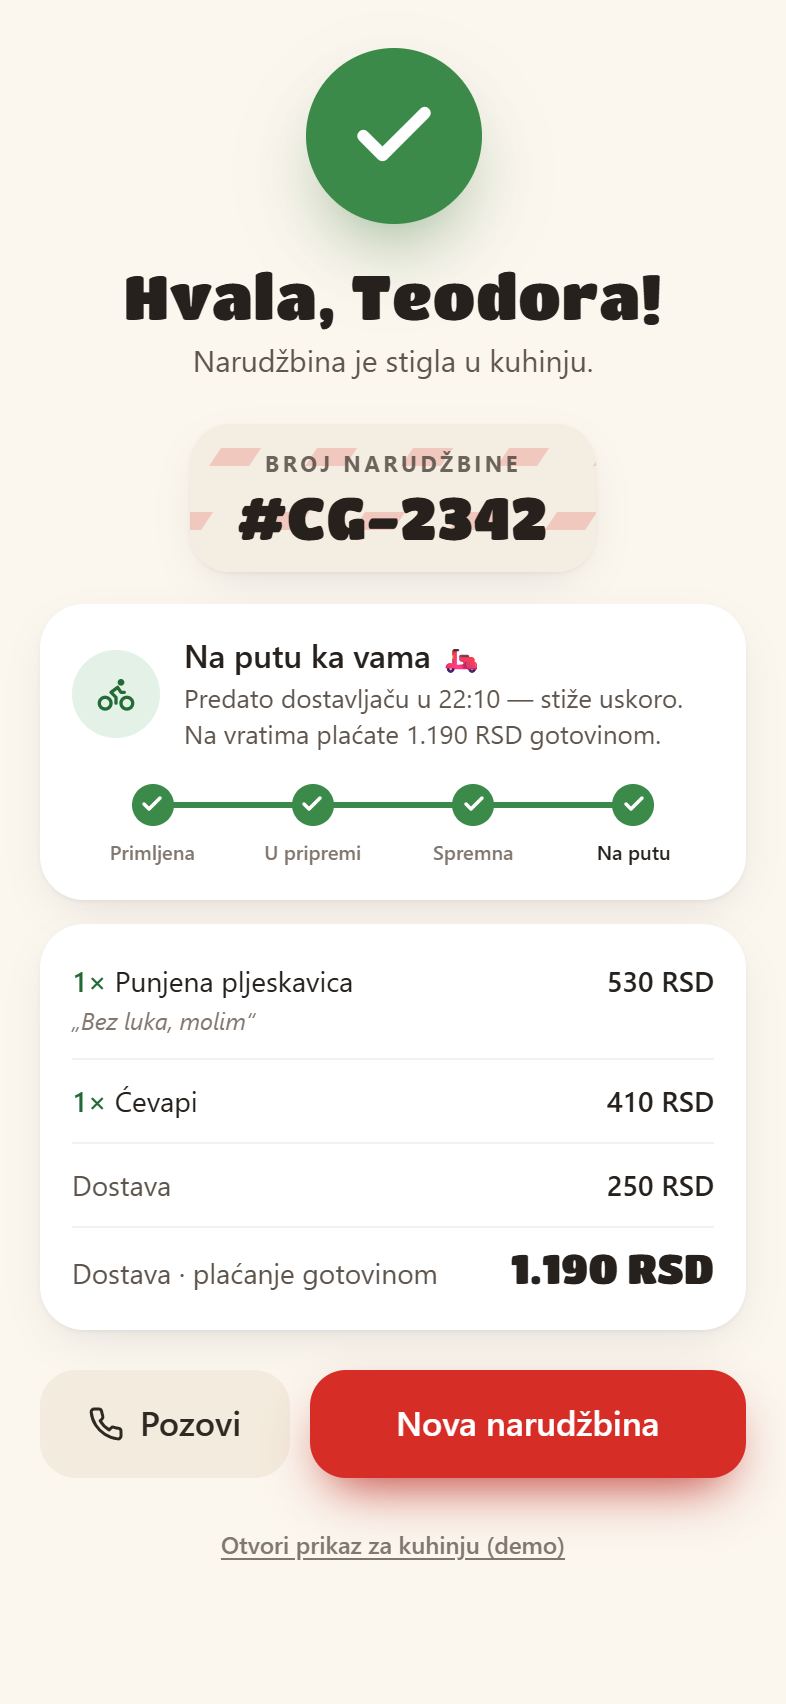 Hvala, Teodora!
Narudžbina je stigla u kuhinju.
BROJ NARUDŽBINE
#CG-2342
Na putu ka vama 🛵
Predato dostavljaču u 22:10 — stiže uskoro.
Na vratima plaćate 1.190 RSD gotovinom.
Primljena U pripremi Spremna Na putu
1× Punjena pljeskavica 530 RSD
„Bez luka, molim“
1× Ćevapi 410 RSD
Dostava 250 RSD
Dostava · plaćanje gotovinom 1.190 RSD
Pozovi Nova narudžbina
Otvori prikaz za kuhinju (demo)